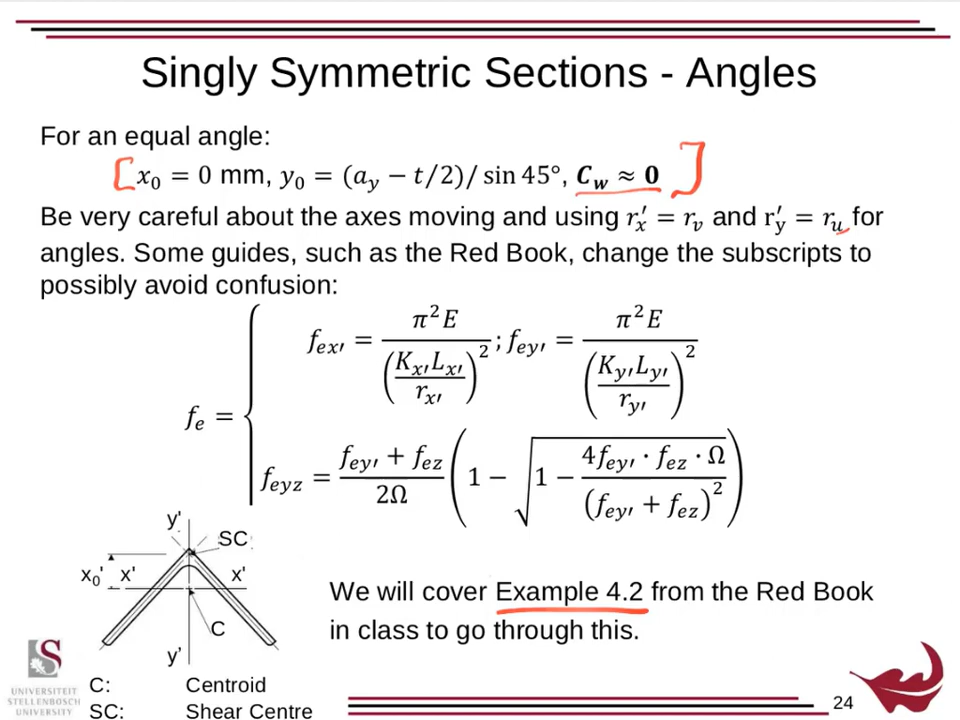 Singly Symmetric Sections - Angles
For an equal angle:
[x₀ = 0 mm, y₀ = (a_y − t/2)/ sin 45°, C_w ≈ 0]
Be very careful about the axes moving and using r′_x = r_v and r′_y = r_u for
angles. Some guides, such as the Red Book, change the subscripts to
possibly avoid confusion:
f_e = { f_ex′ = π²E / (K_x′L_x′ / r_x′)² ; f_ey′ = π²E / (K_y′L_y′ / r_y′)²
f_eyz = (f_ey′ + f_ez) / 2Ω (1 − √(1 − 4f_ey′ · f_ez · Ω / (f_ey′ + f_ez)²))
y'
SC
x₀' x' x'
C
y’
We will cover Example 4.2 from the Red Book
in class to go through this.
C: Centroid
SC: Shear Centre
UNIVERSITEIT
STELLENBOSCH
UNIVERSITY
24